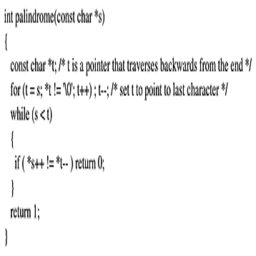 int palindrome(const char *s)
{
const char *t; /* t is a pointer that traverses backwards from the end */
for (t = s; *t != '\0'; t++) ; t--; /* set t to point to last character */
while (s < t)
{
if ( *s++ != *t-- ) return 0;
}
return 1;
}